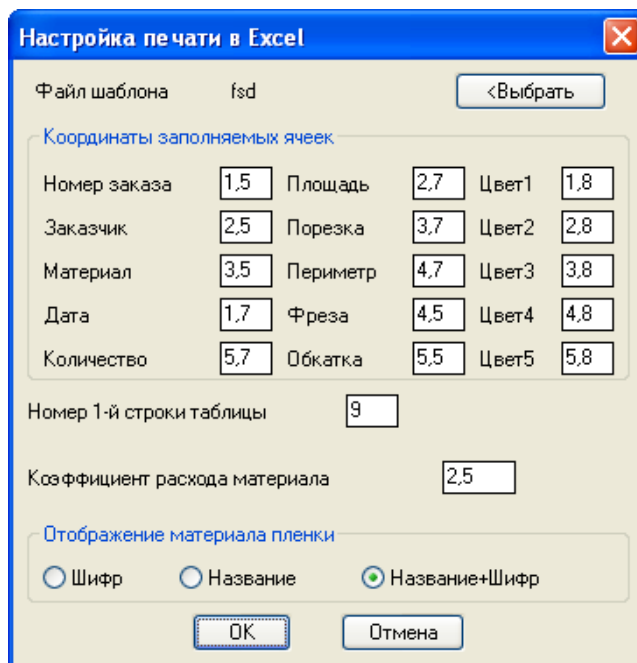 Настройка печати в Excel
Файл шаблона fsd <Выбрать
Координаты заполняемых ячеек
Номер заказа 1,5 Площадь 2,7 Цвет1 1,8
Заказчик 2,5 Порезка 3,7 Цвет2 2,8
Материал 3,5 Периметр 4,7 Цвет3 3,8
Дата 1,7 Фреза 4,5 Цвет4 4,8
Количество 5,7 Обкатка 5,5 Цвет5 5,8
Номер 1-й строки таблицы 9
Коэффициент расхода материала 2,5
Отображение материала пленки
Шифр Название Название+Шифр
OK Отмена